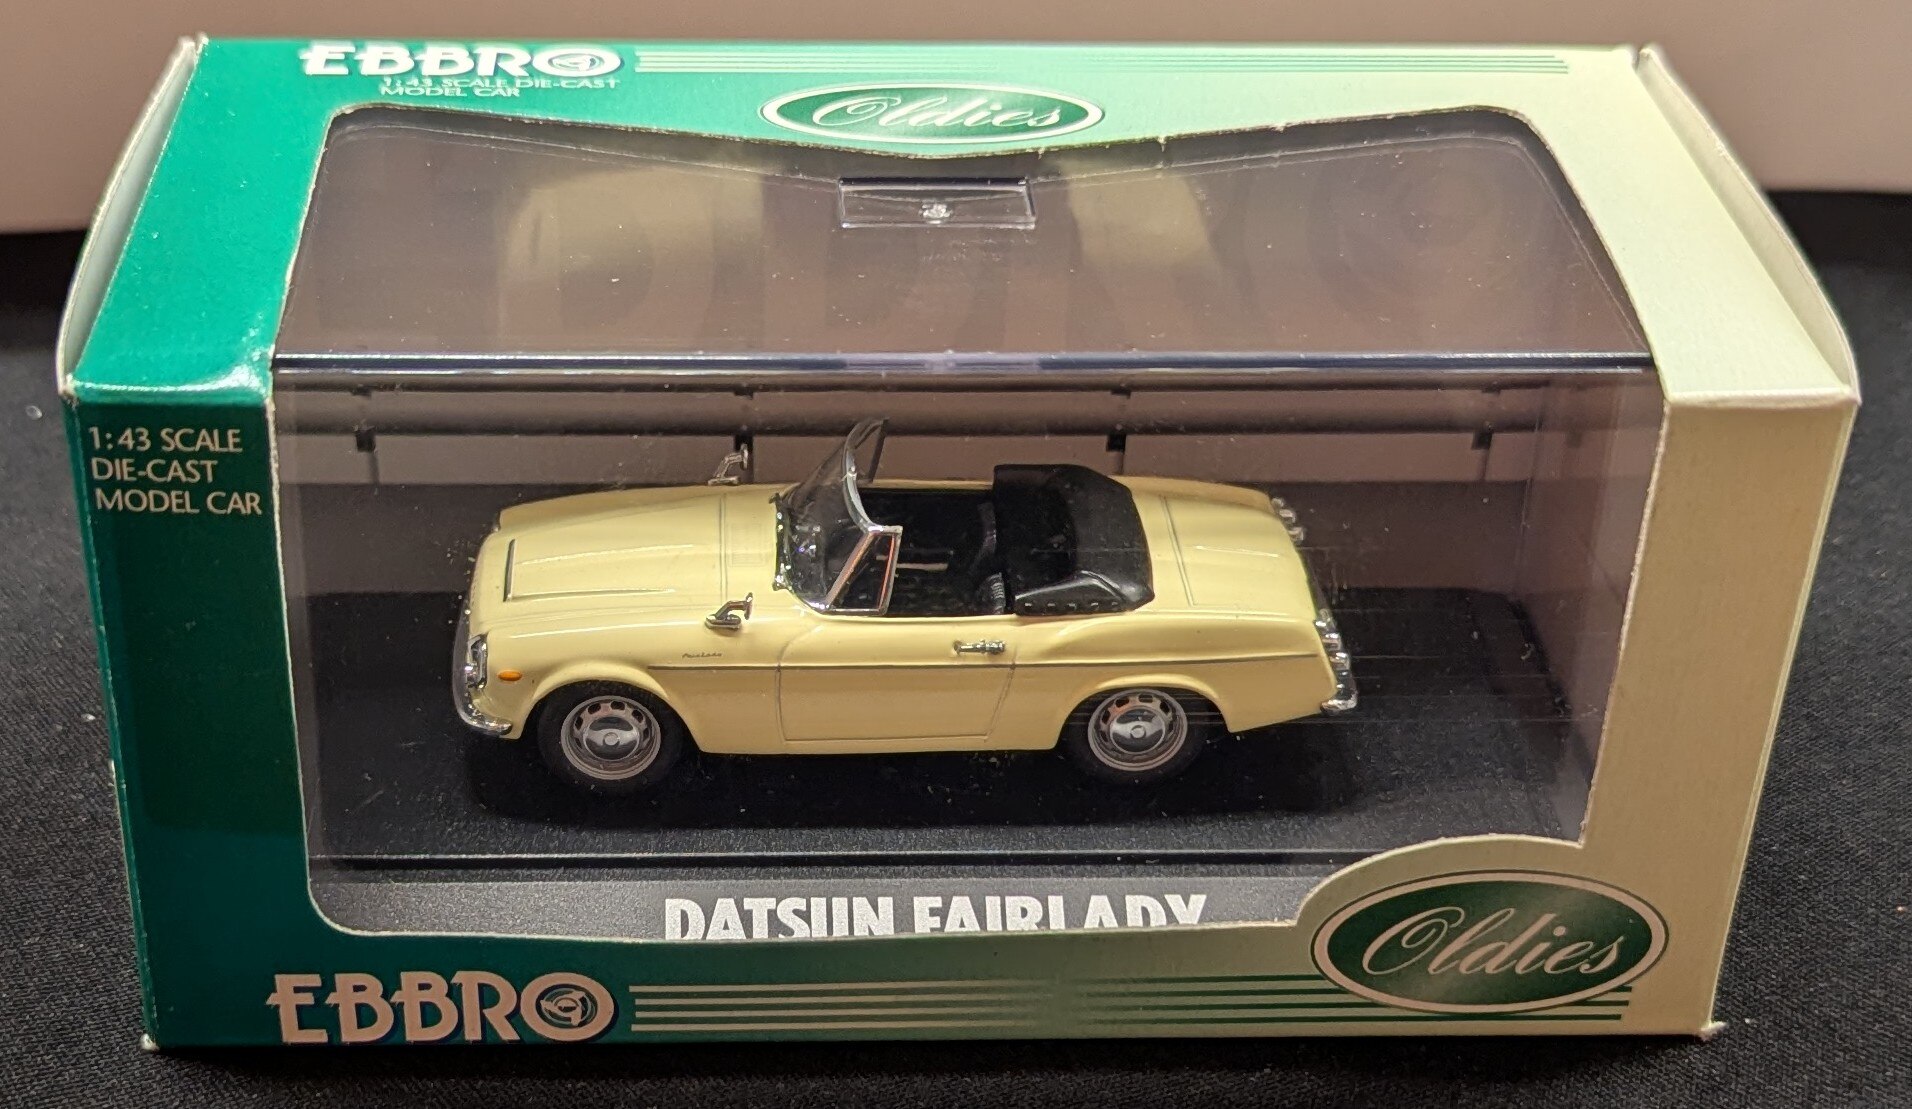 EBBRO
1:43 SCALE DIE-CAST
MODEL CAR
Oldies
1:43 SCALE
DIE-CAST
MODEL CAR
Fairlady
DATSUN FAIRLADY
Oldies
EBBRO